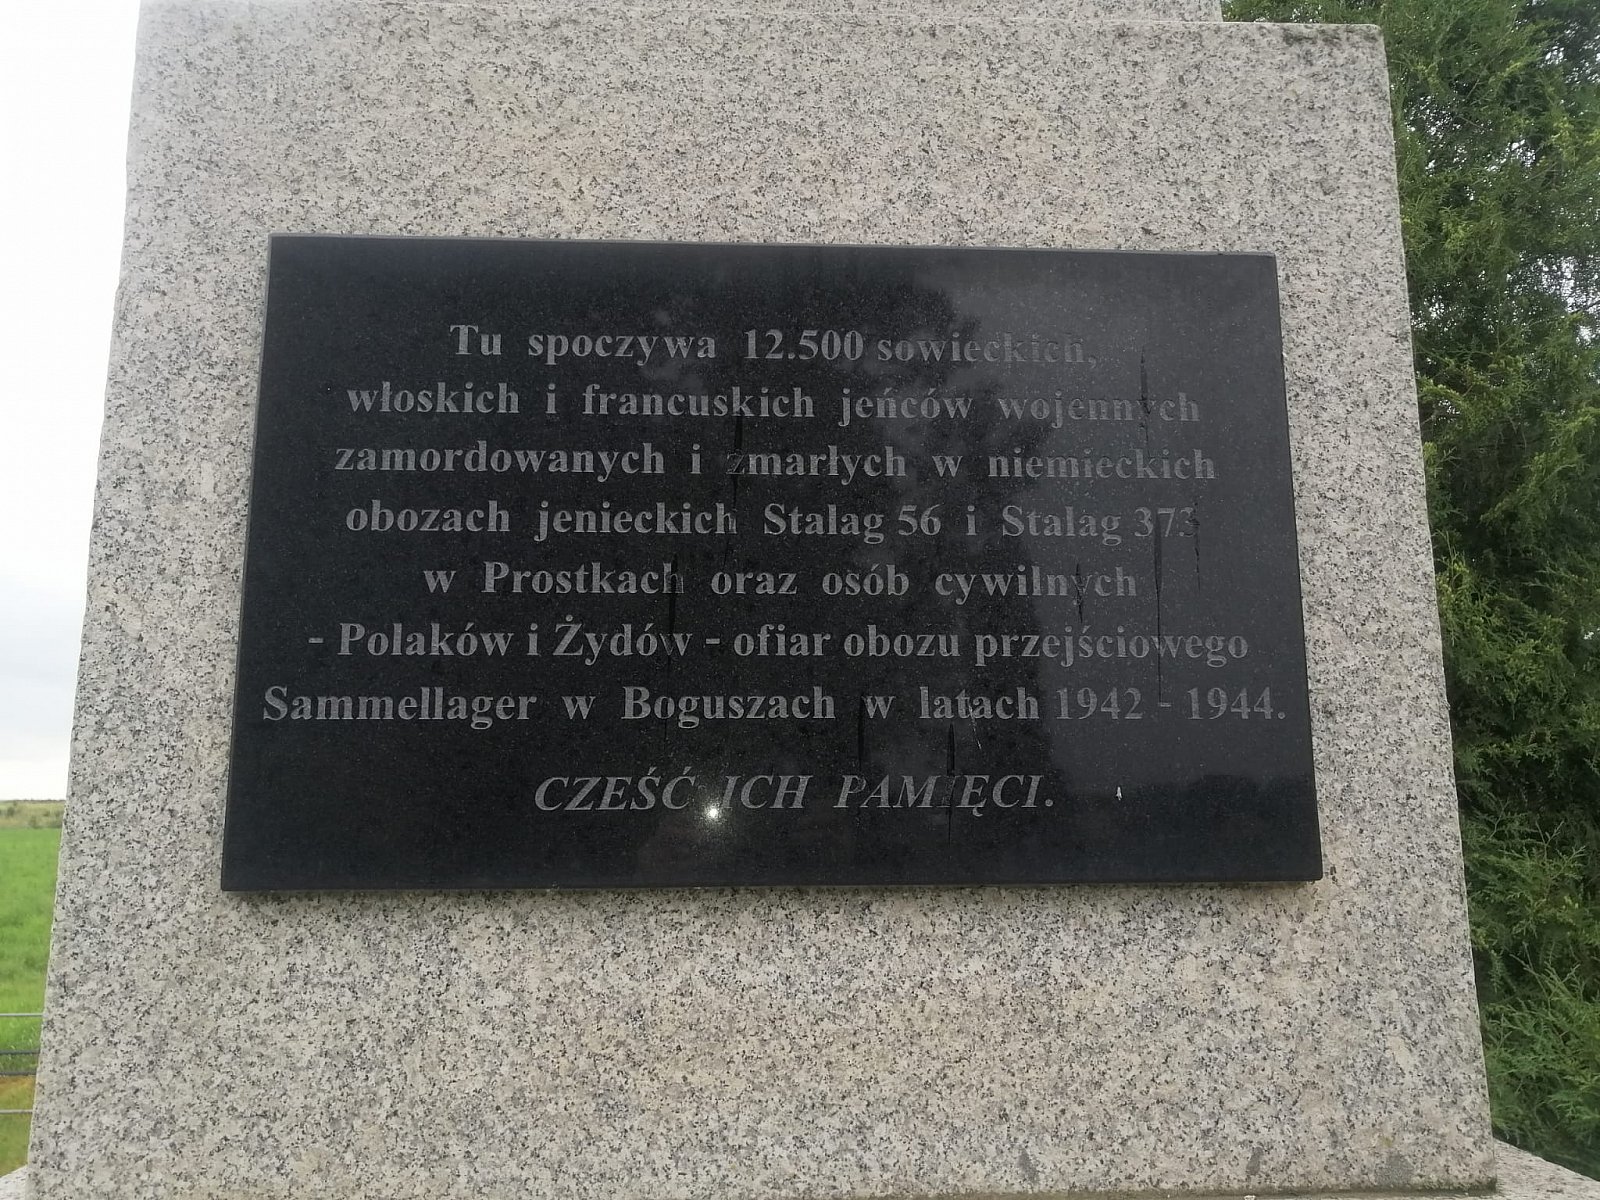 Tu spoczywa 12.500 sowieckich,
włoskich i francuskich jeńców wojennych
zamordowanych i zmarłych w niemieckich
obozach jenieckich Stalag 56 i Stalag 373
w Prostkach oraz osób cywilnych
- Polaków i Żydów - ofiar obozu przejściowego
Sammellager w Boguszach w latach 1942 - 1944.
CZEŚĆ ICH PAMIĘCI.